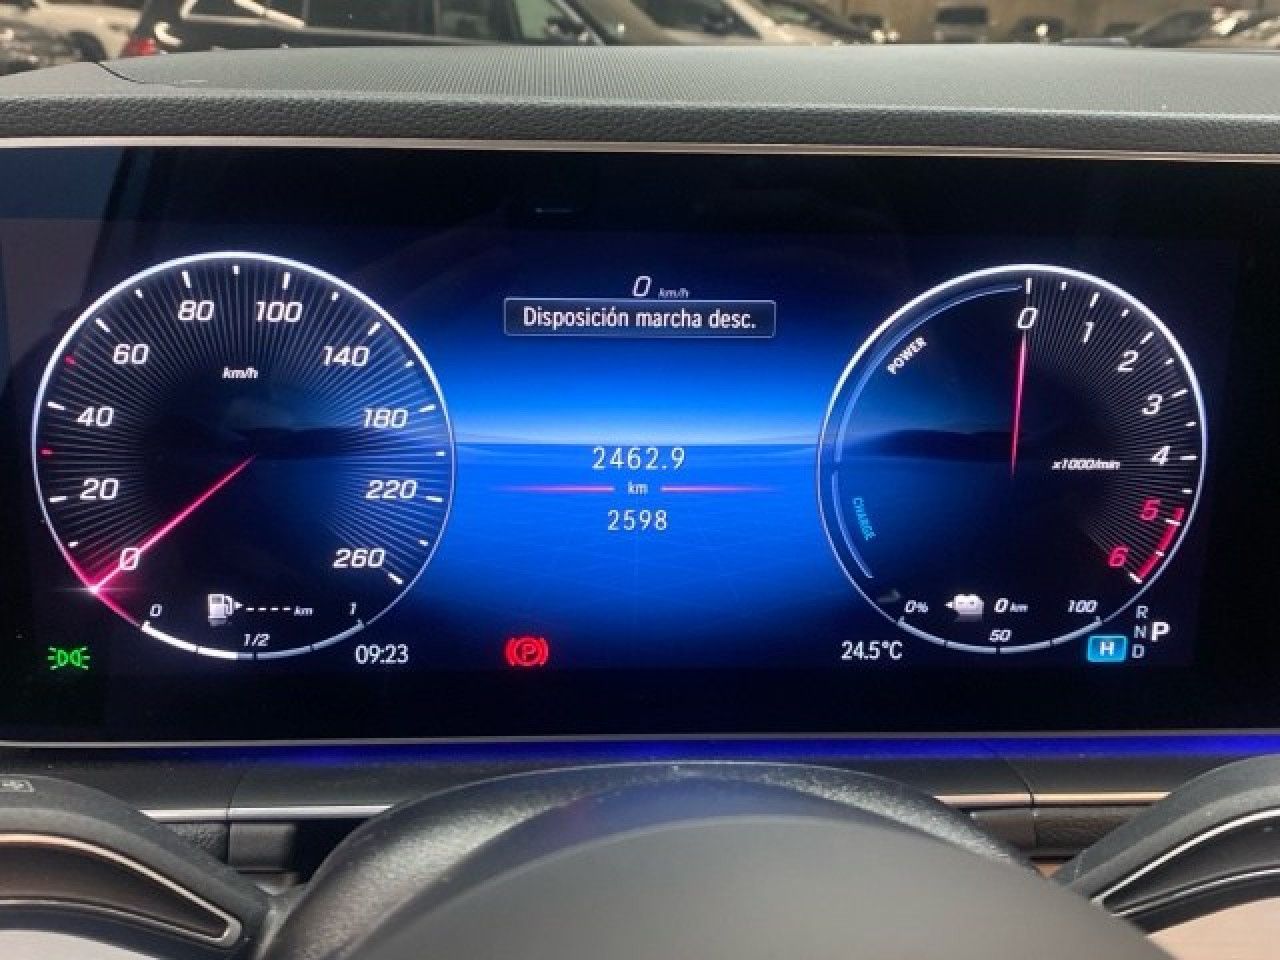 0 km/h
Disposición marcha desc.
80 100
60 140
km/h
40 180
20 220
0 260
0 ---- km 1
1/2
09:23
2462.9
km
2598
POWER
CHARGE
0 1
2
3
4
x1000/min
5
6
0% 0 km 100
50
24.5°C
R
N P
H D
P